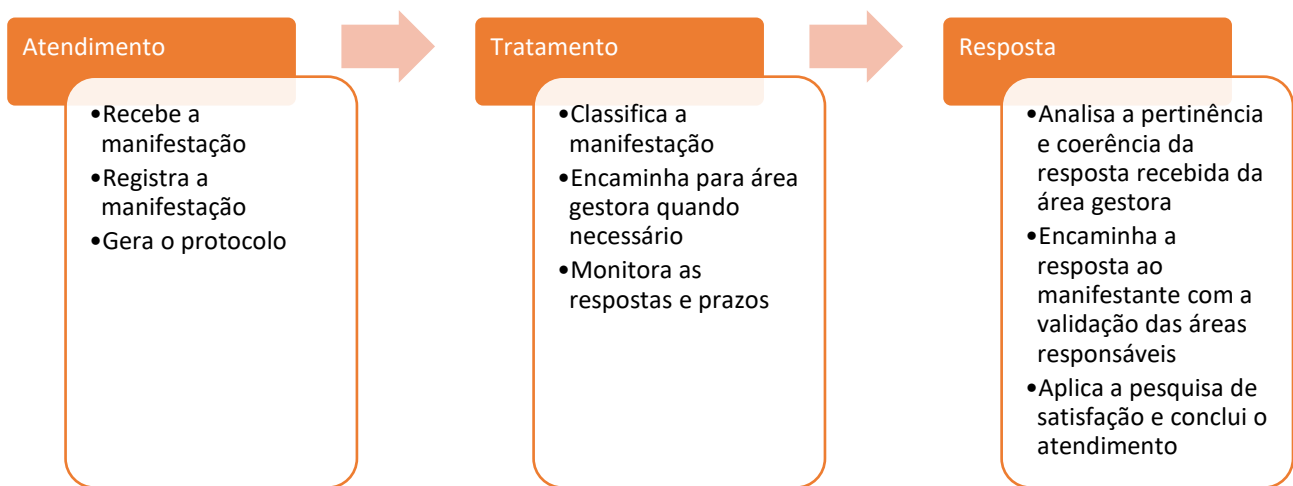 Atendimento
•Recebe a
manifestação
•Registra a
manifestação
•Gera o protocolo
Tratamento
•Classifica a
manifestação
•Encaminha para área
gestora quando
necessário
•Monitora as
respostas e prazos
Resposta
•Analisa a pertinência
e coerência da
resposta recebida da
área gestora
•Encaminha a
resposta ao
manifestante com a
validação das áreas
responsáveis
•Aplica a pesquisa de
satisfação e conclui o
atendimento